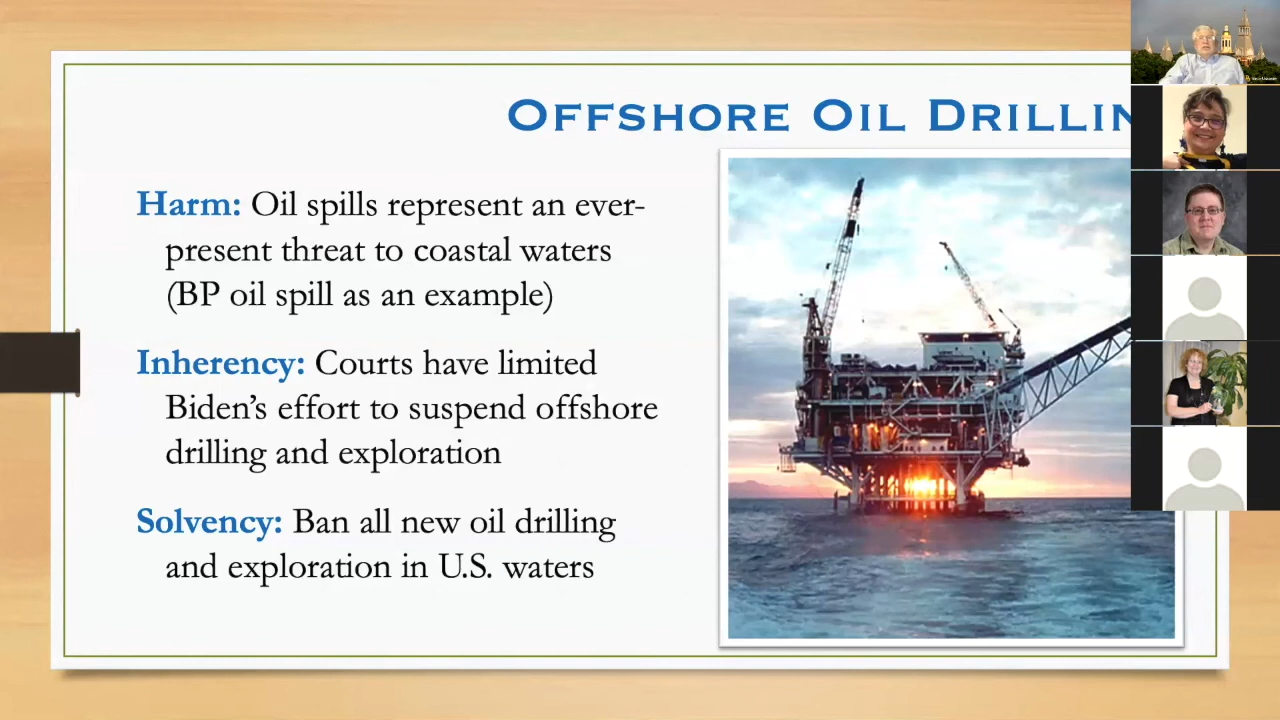 OFFSHORE OIL DRILLIN
Harm: Oil spills represent an ever-
present threat to coastal waters
(BP oil spill as an example)
Inherency: Courts have limited
Biden's effort to suspend offshore
drilling and exploration
Solvency: Ban all new oil drilling
and exploration in U.S. waters